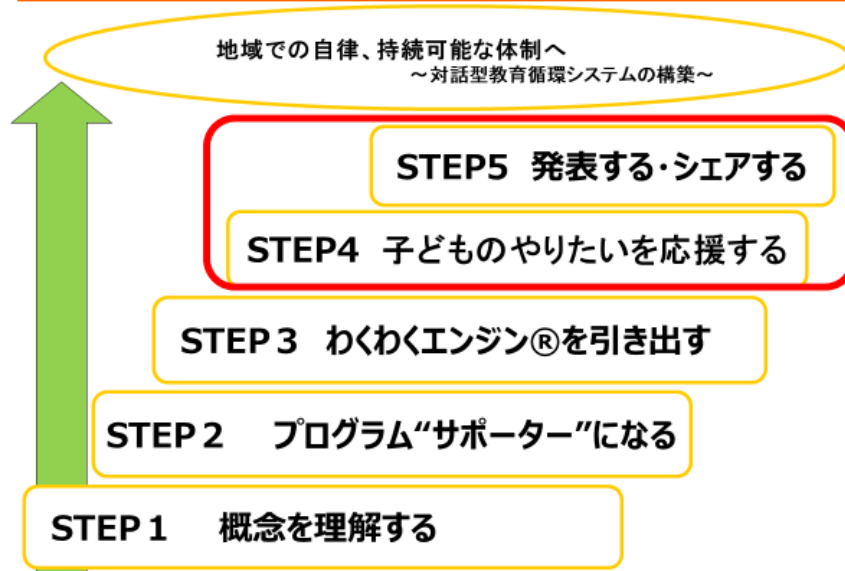 地域での自律、持続可能な体制へ
～対話型教育循環システムの構築～
STEP5 発表する・シェアする
STEP4 子どものやりたいを応援する
STEP３ わくわくエンジン®を引き出す
STEP２ プログラム“サポーター”になる
STEP１ 概念を理解する